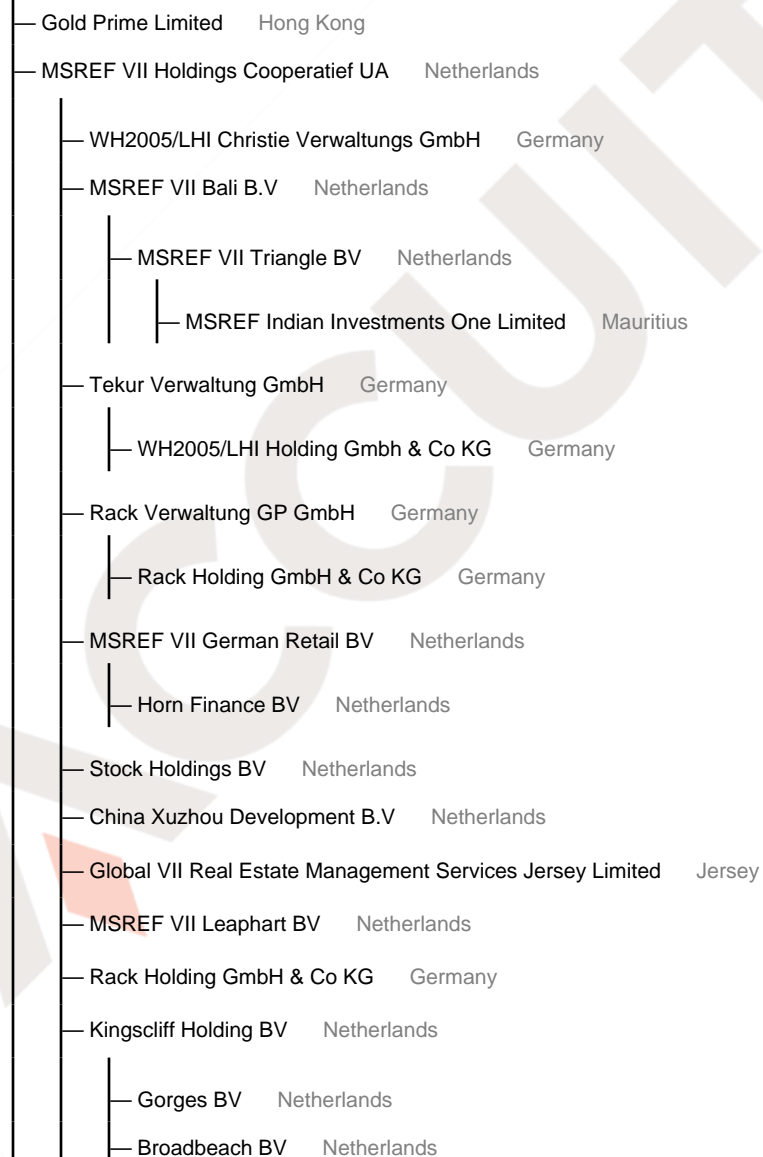 Gold Prime Limited Hong Kong
MSREF VII Holdings Cooperatief UA Netherlands
WH2005/LHI Christie Verwaltungs GmbH Germany
MSREF VII Bali B.V Netherlands
MSREF VII Triangle BV Netherlands
MSREF Indian Investments One Limited Mauritius
Tekur Verwaltung GmbH Germany
WH2005/LHI Holding Gmbh & Co KG Germany
Rack Verwaltung GP GmbH Germany
Rack Holding GmbH & Co KG Germany
MSREF VII German Retail BV Netherlands
Horn Finance BV Netherlands
Stock Holdings BV Netherlands
China Xuzhou Development B.V Netherlands
Global VII Real Estate Management Services Jersey Limited Jersey
MSREF VII Leaphart BV Netherlands
Rack Holding GmbH & Co KG Germany
Kingscliff Holding BV Netherlands
Gorges BV Netherlands
Broadbeach BV Netherlands